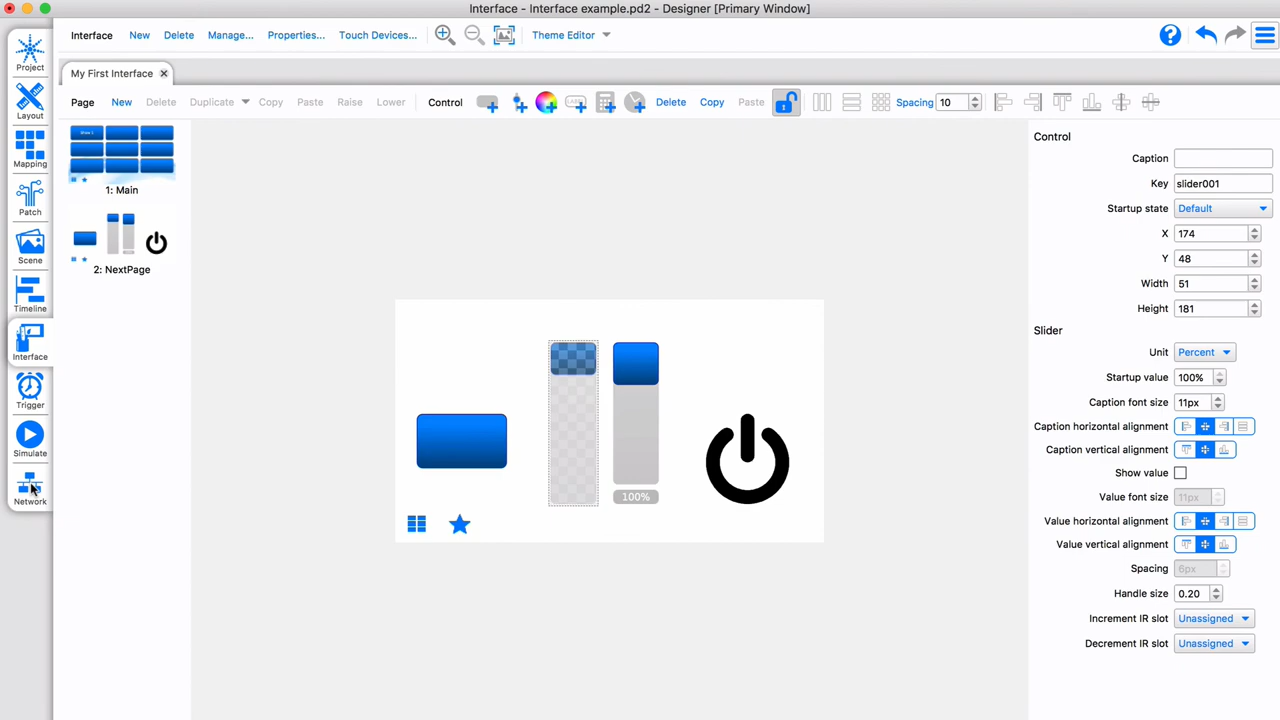 Interface - Interface example.pd2 - Designer [Primary Window]
Interface New Delete Manage... Properties... Touch Devices... Theme Editor
My First Interface
Page New Delete Duplicate Copy Paste Raise Lower Control Delete Copy Paste Spacing 10
Project
Layout
Mapping
Patch
Scene
Timeline
Interface
Trigger
Simulate
Network
1: Main
2: NextPage
100%
Control
Caption
Key slider001
Startup state Default
X 174
Y 48
Width 51
Height 181
Slider
Unit Percent
Startup value 100%
Caption font size 11px
Caption horizontal alignment
Caption vertical alignment
Show value
Value font size 11px
Value horizontal alignment
Value vertical alignment
Spacing 6px
Handle size 0.20
Increment IR slot Unassigned
Decrement IR slot Unassigned